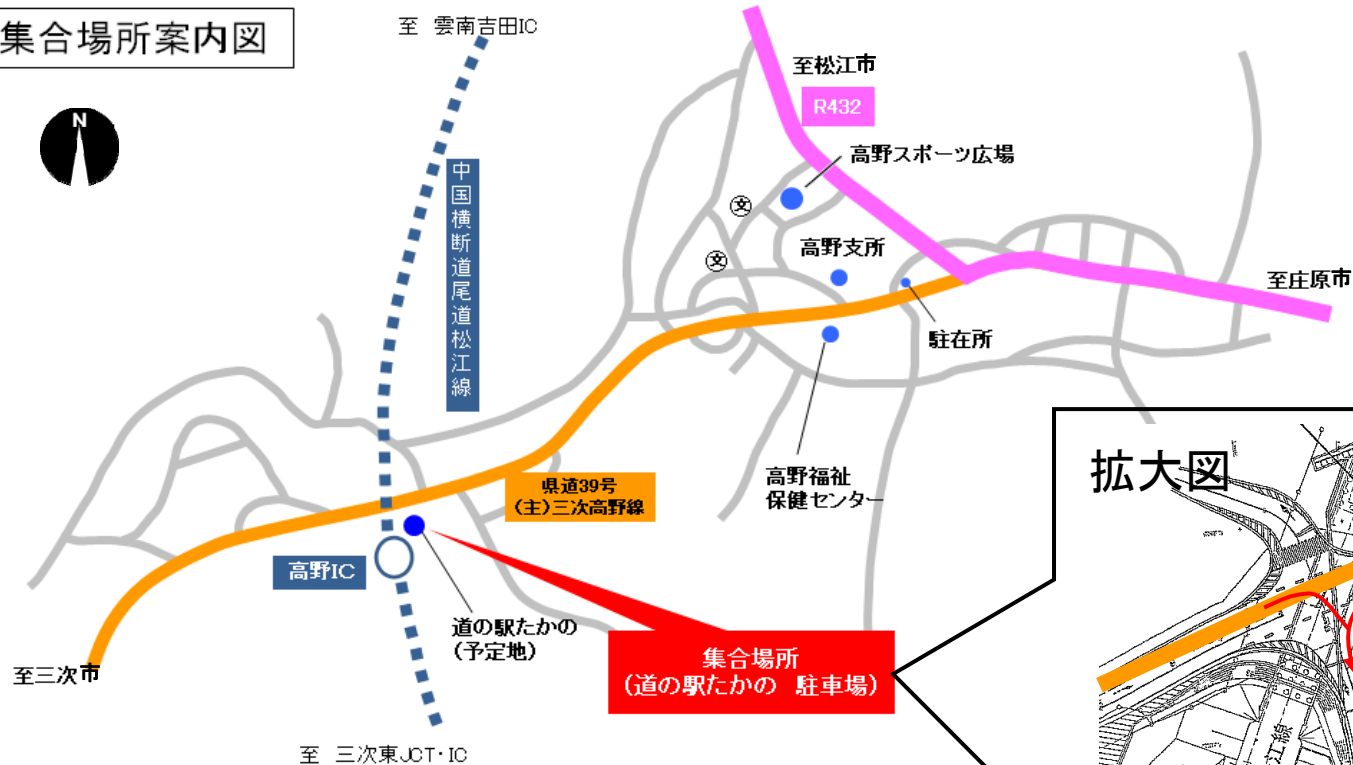 集合場所案内図
至 雲南吉田IC
N
至松江市
R432
高野スポーツ広場
中国横断道尾道松江線
文
文
高野支所
至庄原市
駐在所
高野福祉
保健センター
県道39号
(主)三次高野線
高野IC
道の駅たかの
(予定地)
集合場所
(道の駅たかの 駐車場)
至三次市
至 三次東JCT・IC
拡大図
江線